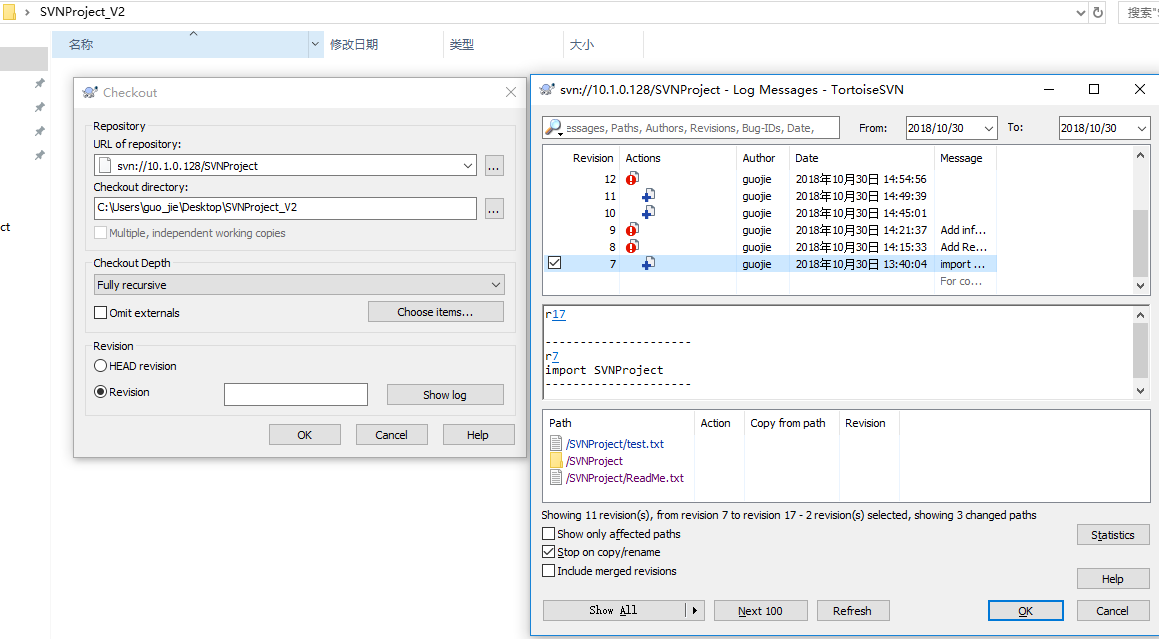 SVNProject_V2
搜索"S
名称
修改日期
类型
大小
ct
Checkout
Repository
URL of repository:
svn://10.1.0.128/SVNProject
...
Checkout directory:
C:\Users\guo_jie\Desktop\SVNProject_V2
...
Multiple, independent working copies
Checkout Depth
Fully recursive
Omit externals
Choose items...
Revision
HEAD revision
Revision
Show log
OK
Cancel
Help
svn://10.1.0.128/SVNProject - Log Messages - TortoiseSVN
essages, Paths, Authors, Revisions, Bug-IDs, Date,
From:
2018/10/30
To:
2018/10/30
Revision Actions Author Date Message
12 guojie 2018年10月30日 14:54:56
11 guojie 2018年10月30日 14:49:39
10 guojie 2018年10月30日 14:45:01
9 guojie 2018年10月30日 14:21:37 Add inf...
8 guojie 2018年10月30日 14:15:33 Add Re...
7 guojie 2018年10月30日 13:40:04 import ...
For co...
r17
---------------------
r7
import SVNProject
---------------------
Path Action Copy from path Revision
/SVNProject/test.txt
/SVNProject
/SVNProject/ReadMe.txt
Showing 11 revision(s), from revision 7 to revision 17 - 2 revision(s) selected, showing 3 changed paths
Show only affected paths
Statistics
Stop on copy/rename
Include merged revisions
Help
Show All
Next 100
Refresh
OK
Cancel